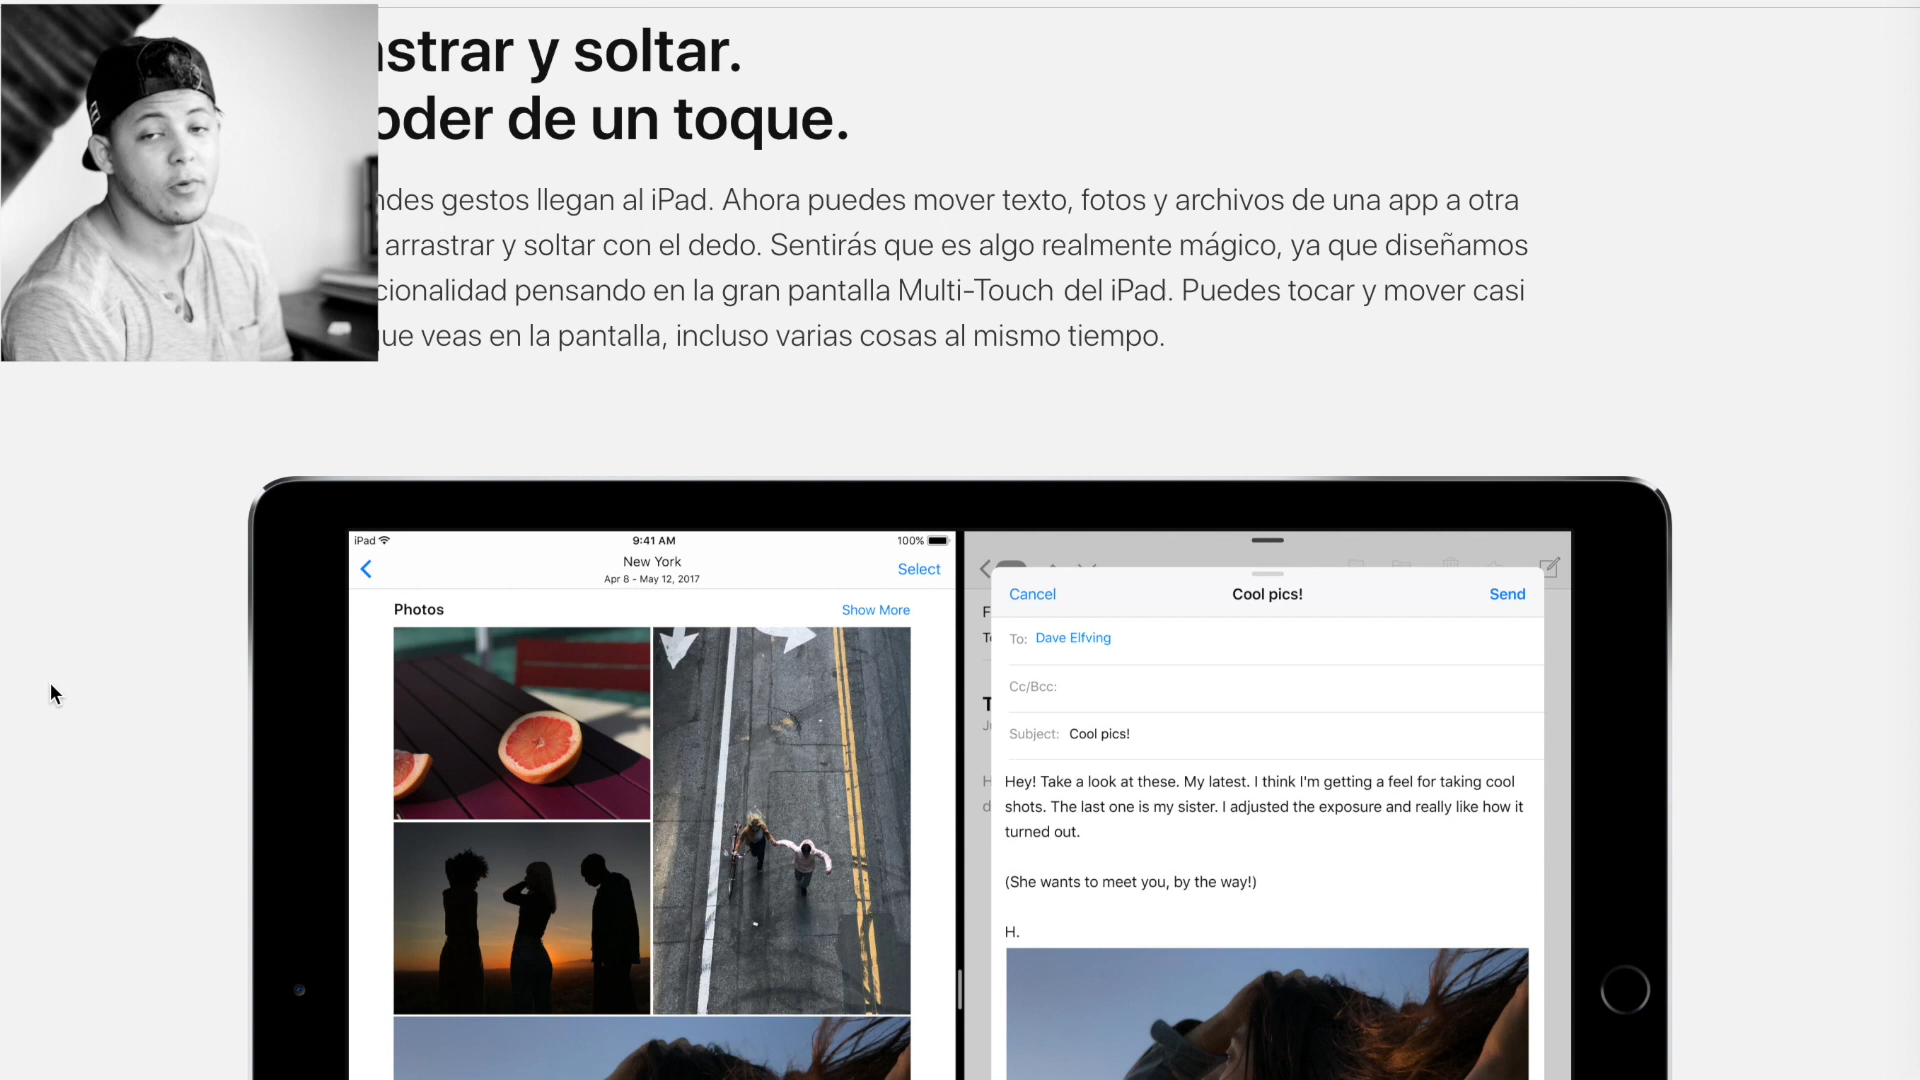 strar y soltar.
oder de un toque.
ndes gestos llegan al iPad. Ahora puedes mover texto, fotos y archivos de una app a otra
arrastrar y soltar con el dedo. Sentirás que es algo realmente mágico, ya que diseñamos
cionalidad pensando en la gran pantalla Multi-Touch del iPad. Puedes tocar y mover casi
ue veas en la pantalla, incluso varias cosas al mismo tiempo.
iPad 9:41 AM 100%
New York
Apr 8 - May 12, 2017
Select
Photos Show More
Cancel Cool pics! Send
To: Dave Elfving
Cc/Bcc:
Subject: Cool pics!
Hey! Take a look at these. My latest. I think I'm getting a feel for taking cool
shots. The last one is my sister. I adjusted the exposure and really like how it
turned out.
(She wants to meet you, by the way!)
H.